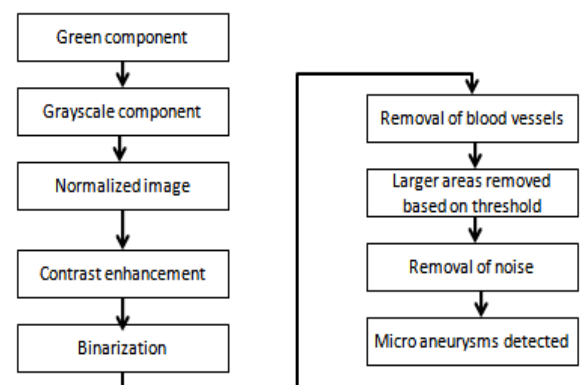 Green component
Grayscale component
Normalized image
Contrast enhancement
Binarization
Removal of blood vessels
Larger areas removed
based on threshold
Removal of noise
Micro aneurysms detected